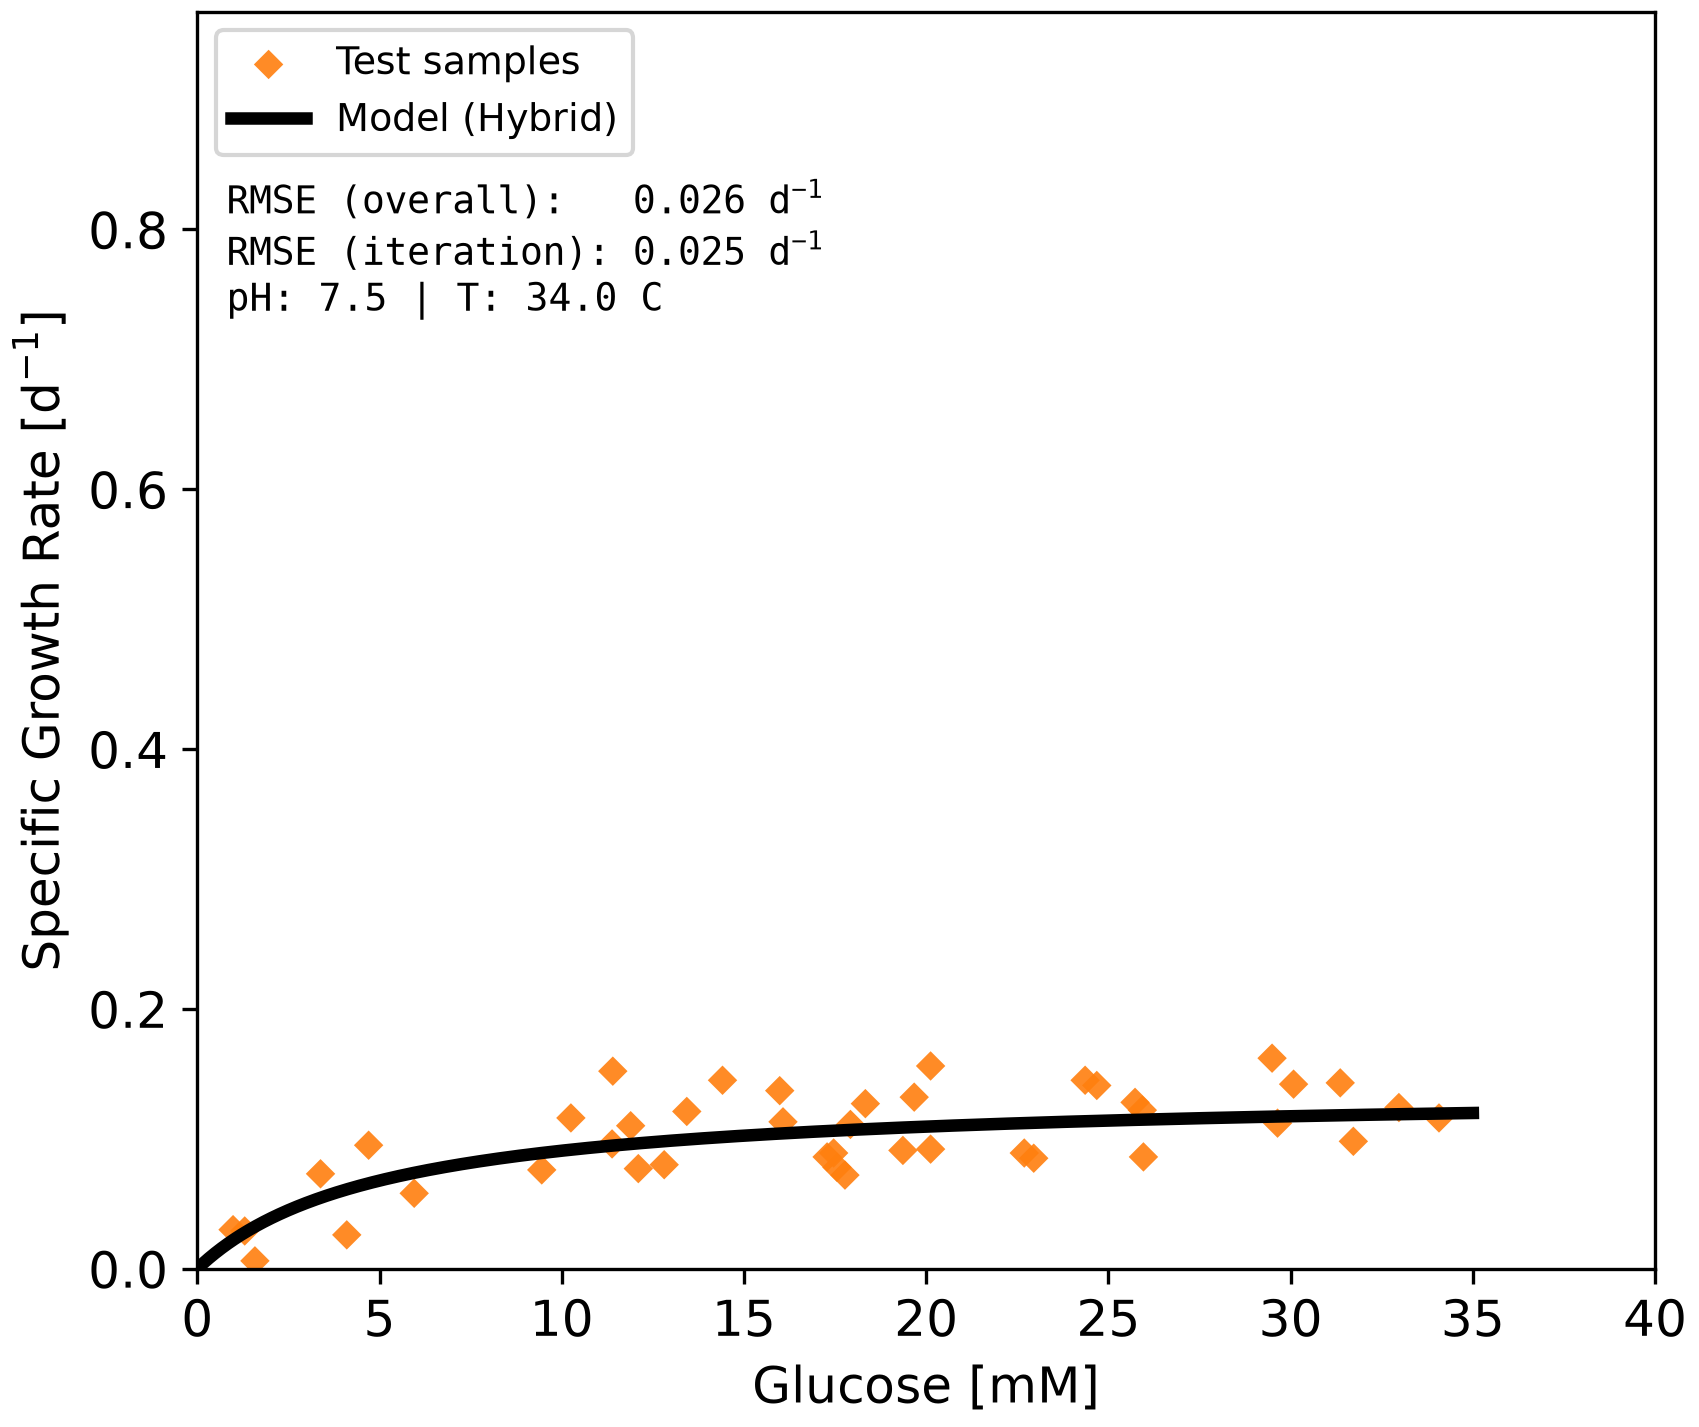 Test samples
Model (Hybrid)
RMSE (overall):   0.026 d⁻¹
RMSE (iteration): 0.025 d⁻¹
pH: 7.5 | T: 34.0 C
0.8
0.6
0.4
0.2
0.0
Specific Growth Rate [d⁻¹]
0 5 10 15 20 25 30 35 40
Glucose [mM]